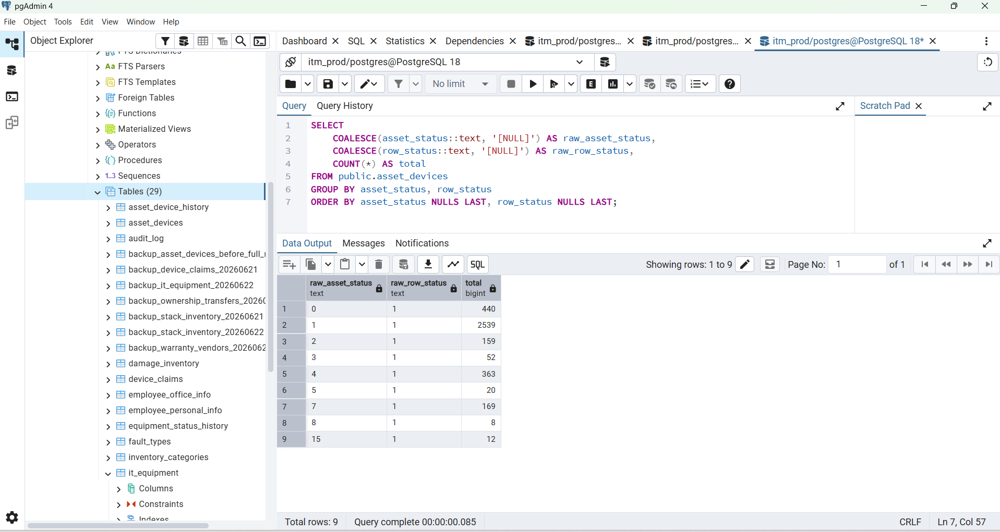 pgAdmin 4
File Object Tools Edit View Window Help
Object Explorer
FTS Dictionaries
Aa FTS Parsers
FTS Templates
Foreign Tables
Functions
Materialized Views
Operators
Procedures
1..3 Sequences
Tables (29)
asset_device_history
asset_devices
audit_log
backup_asset_devices_before_full_
backup_device_claims_20260621
backup_it_equipment_20260622
backup_ownership_transfers_2026
backup_stack_inventory_20260621
backup_stack_inventory_20260622
backup_warranty_vendors_202606
damage_inventory
device_claims
employee_office_info
employee_personal_info
equipment_status_history
fault_types
inventory_categories
it_equipment
Columns
Constraints
Indexes
Dashboard SQL Statistics Dependencies itm_prod/postgres... itm_prod/postgres... itm_prod/postgres@PostgreSQL 18*
itm_prod/postgres@PostgreSQL 18
No limit E
Query Query History
1 SELECT
2 COALESCE(asset_status::text, '[NULL]') AS raw_asset_status,
3 COALESCE(row_status::text, '[NULL]') AS raw_row_status,
4 COUNT(*) AS total
5 FROM public.asset_devices
6 GROUP BY asset_status, row_status
7 ORDER BY asset_status NULLS LAST, row_status NULLS LAST;
Scratch Pad
Data Output Messages Notifications
SQL Showing rows: 1 to 9 Page No: 1 of 1
raw_asset_status raw_row_status total
text text bigint
1 0 1 440
2 1 1 2539
3 2 1 159
4 3 1 52
5 4 1 363
6 5 1 20
7 7 1 169
8 8 1 8
9 15 1 12
Total rows: 9 Query complete 00:00:00.085 CRLF Ln 7, Col 57